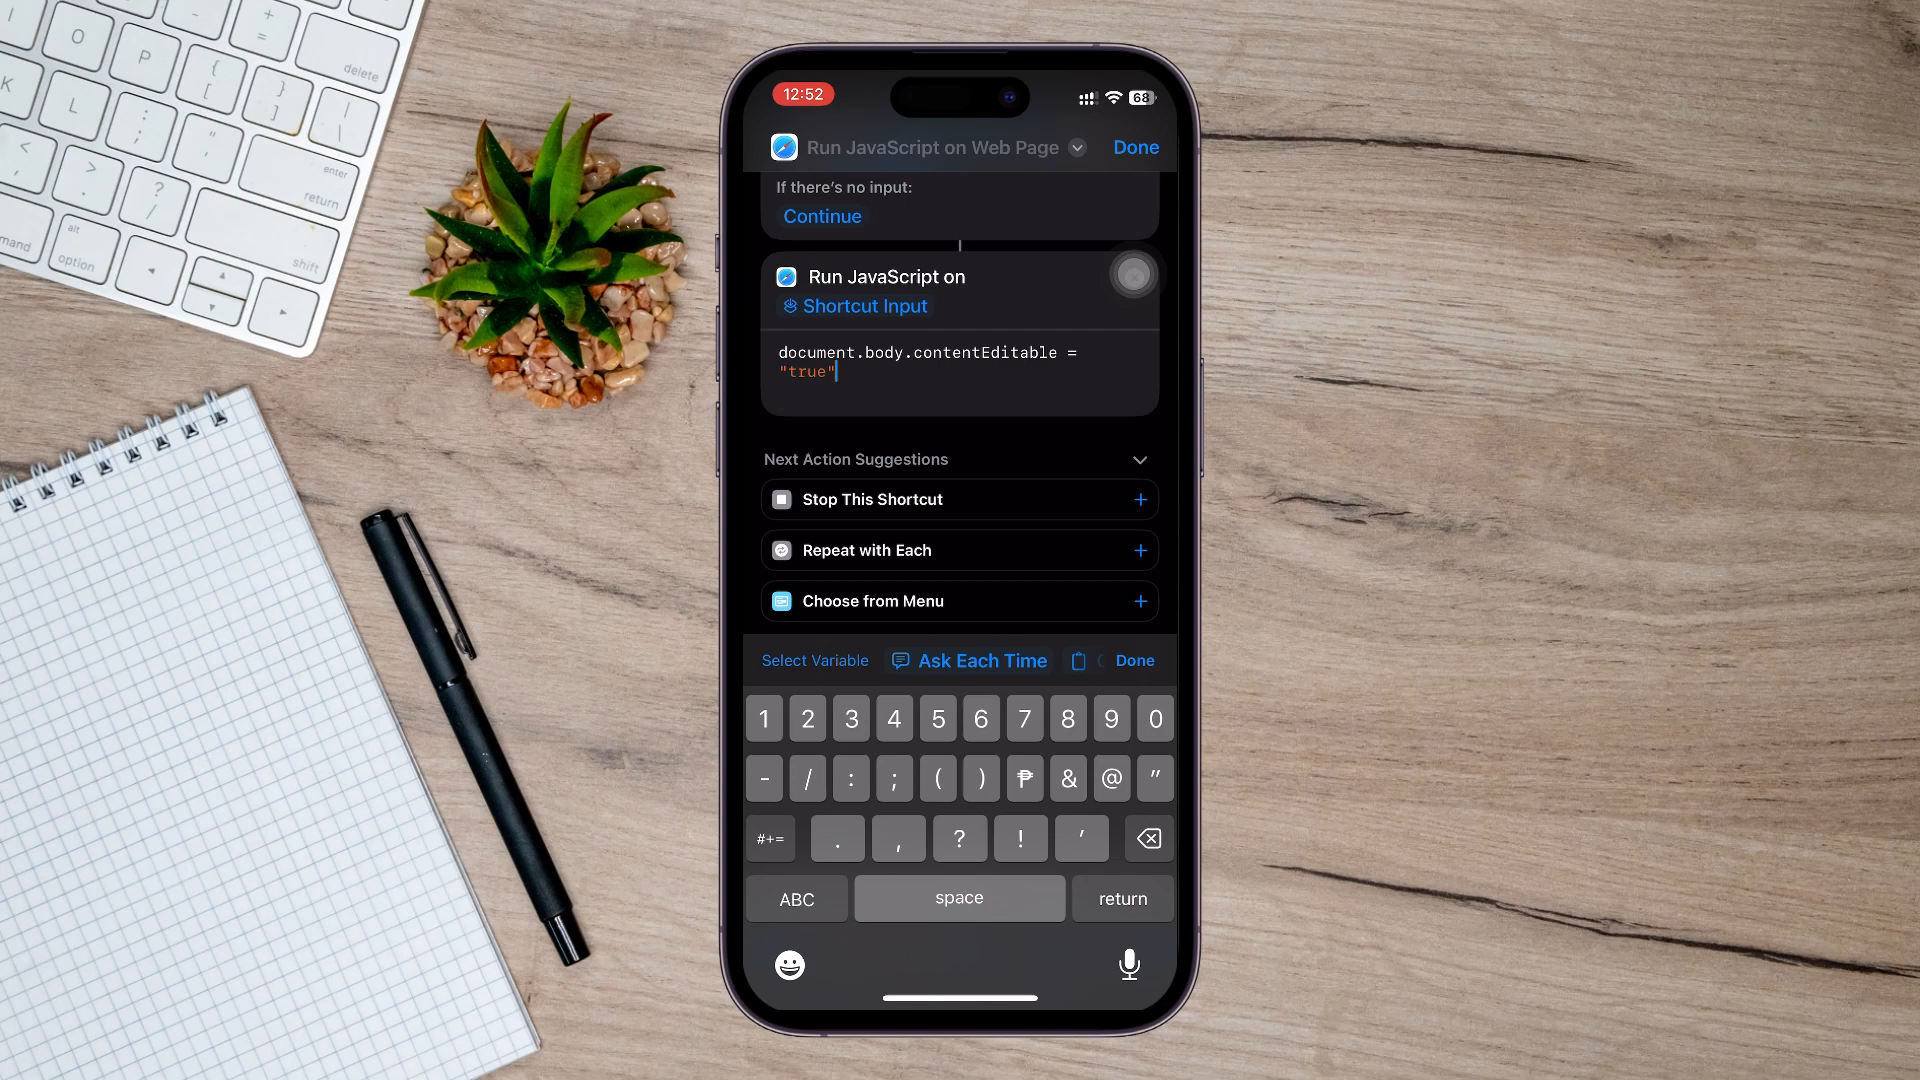 O
P
{
[
+
=
delete
K
L
:
;
"
'
}
]
|
\
<
,
>
.
?
/
enter
return
mmand
alt
option
shift
12:52
68
Run JavaScript on Web Page
Done
If there's no input:
Continue
Run JavaScript on
Shortcut Input
document.body.contentEditable =
"true"
Next Action Suggestions
Stop This Shortcut
+
Repeat with Each
+
Choose from Menu
+
Select Variable
Ask Each Time
Done
1 2 3 4 5 6 7 8 9 0
- / : ; ( ) ₱ & @ "
#+= . , ? ! '
ABC space return